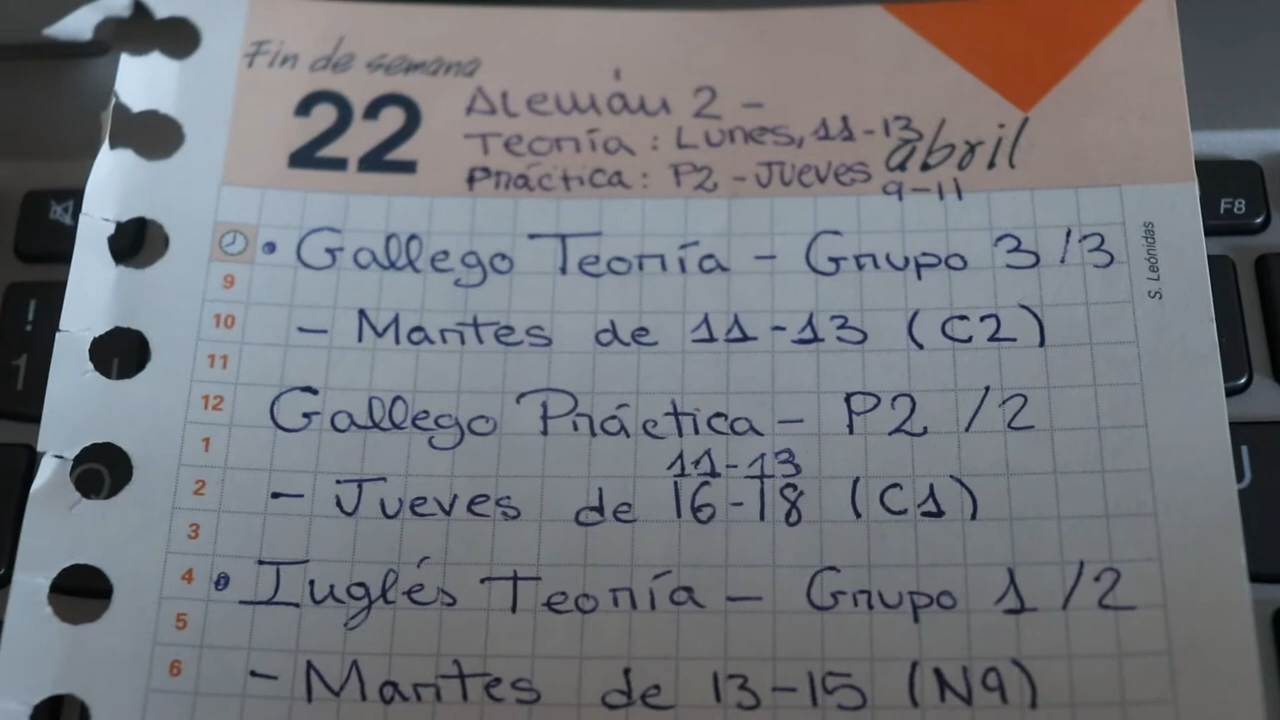 Fin de semana
22 abril
Alemán 2 -
Teoría: Lunes, 11-13
Práctica: P2 - Jueves
9-11
S. Leónidas
• Gallego Teoría - Grupo 3/3
9
10 - Martes de 11-13 (C2)
11
12 Gallego Práctica - P2/2
1
11-13
2 - Jueves de 16-18 (C1)
3
4 • Inglés Teoría - Grupo 1/2
5
6 - Martes de 13-15 (N9)
F8
!
1